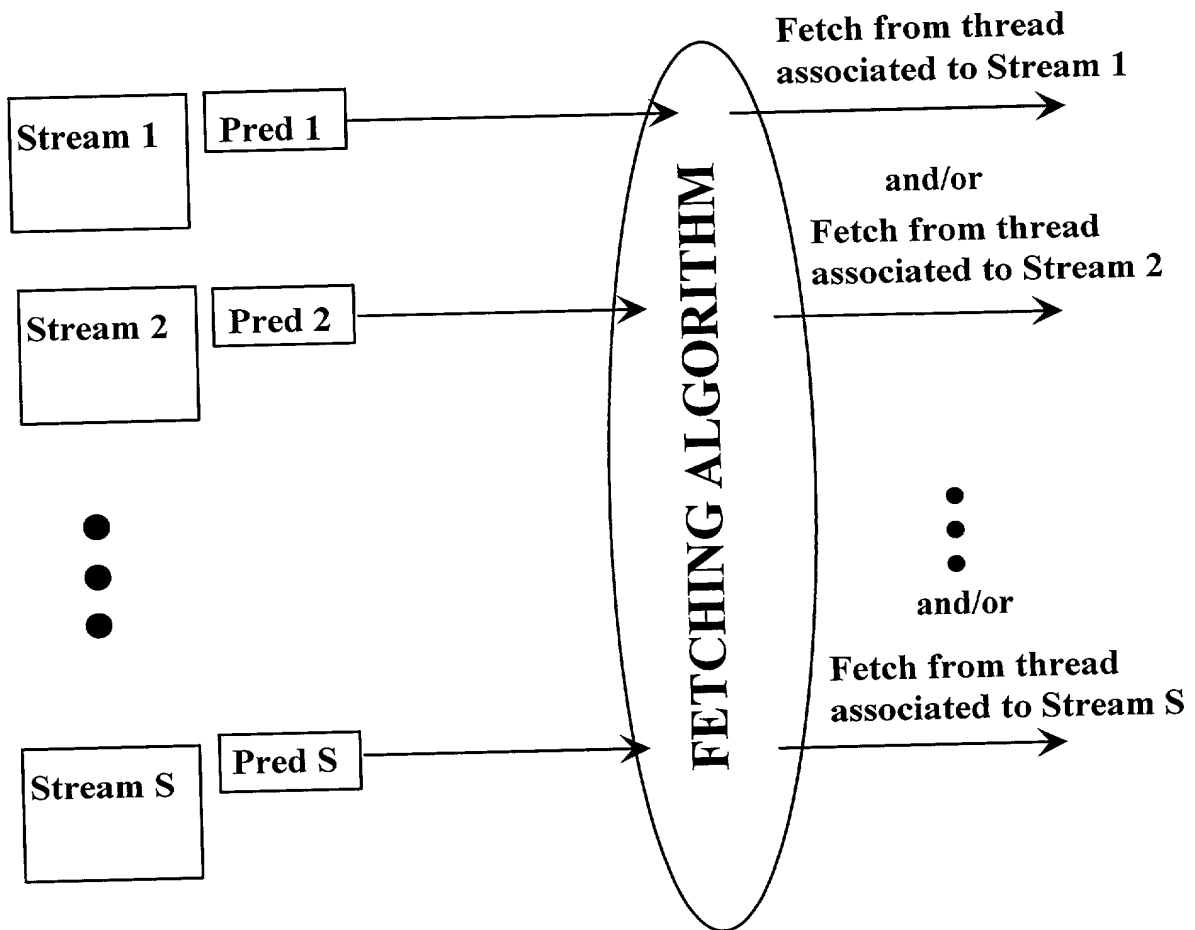 Fetch from thread
associated to Stream 1
Stream 1
Pred 1
and/or
Fetch from thread
associated to Stream 2
Stream 2
Pred 2
FETCHING ALGORITHM
and/or
Fetch from thread
associated to Stream S
Stream S
Pred S